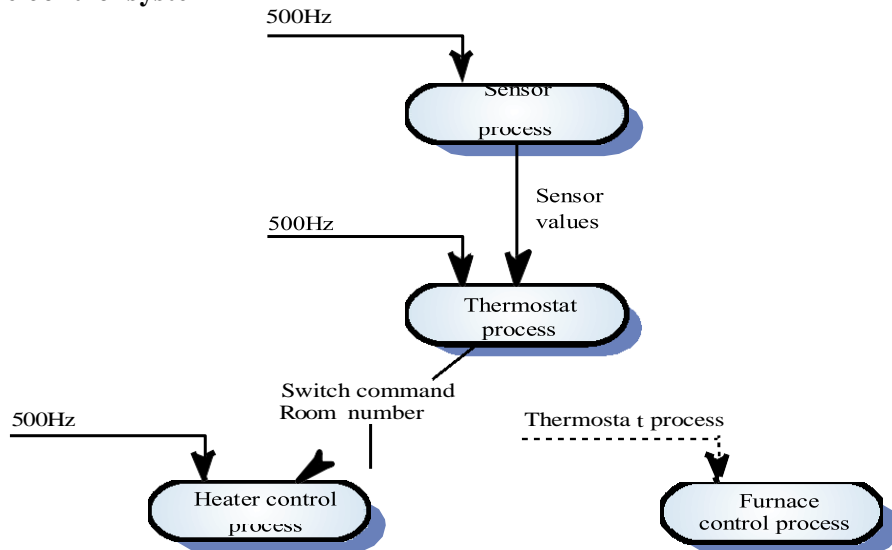 500Hz
Sensor
process
Sensor
values
500Hz
Thermostat
process
Switch command
Room number
500Hz
Thermosta t process
Heater control
process
Furnace
control process